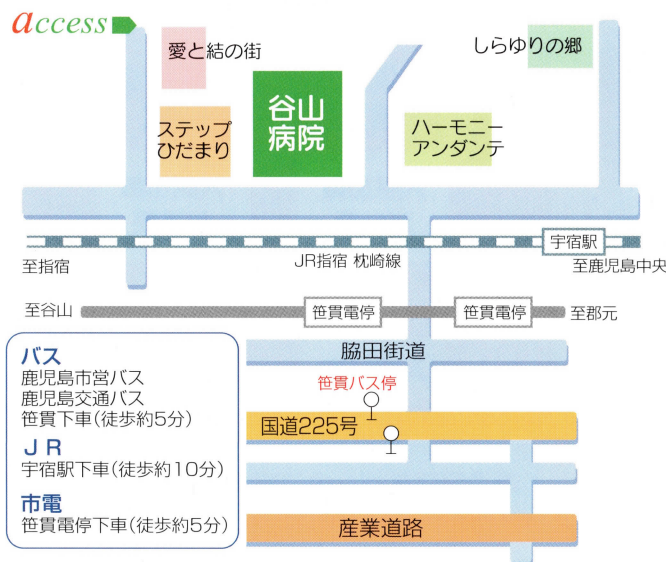 access
愛と結の街
しらゆりの郷
谷山
病院
ステップ
ひだまり
ハーモニー
アンダンテ
宇宿駅
至指宿
JR指宿 枕崎線
至鹿児島中央
至谷山
笹貫電停
笹貫電停
至郡元
脇田街道
笹貫バス停
国道225号
産業道路
バス
鹿児島市営バス
鹿児島交通バス
笹貫下車(徒歩約5分)
JR
宇宿駅下車(徒歩約10分)
市電
笹貫電停下車(徒歩約5分)